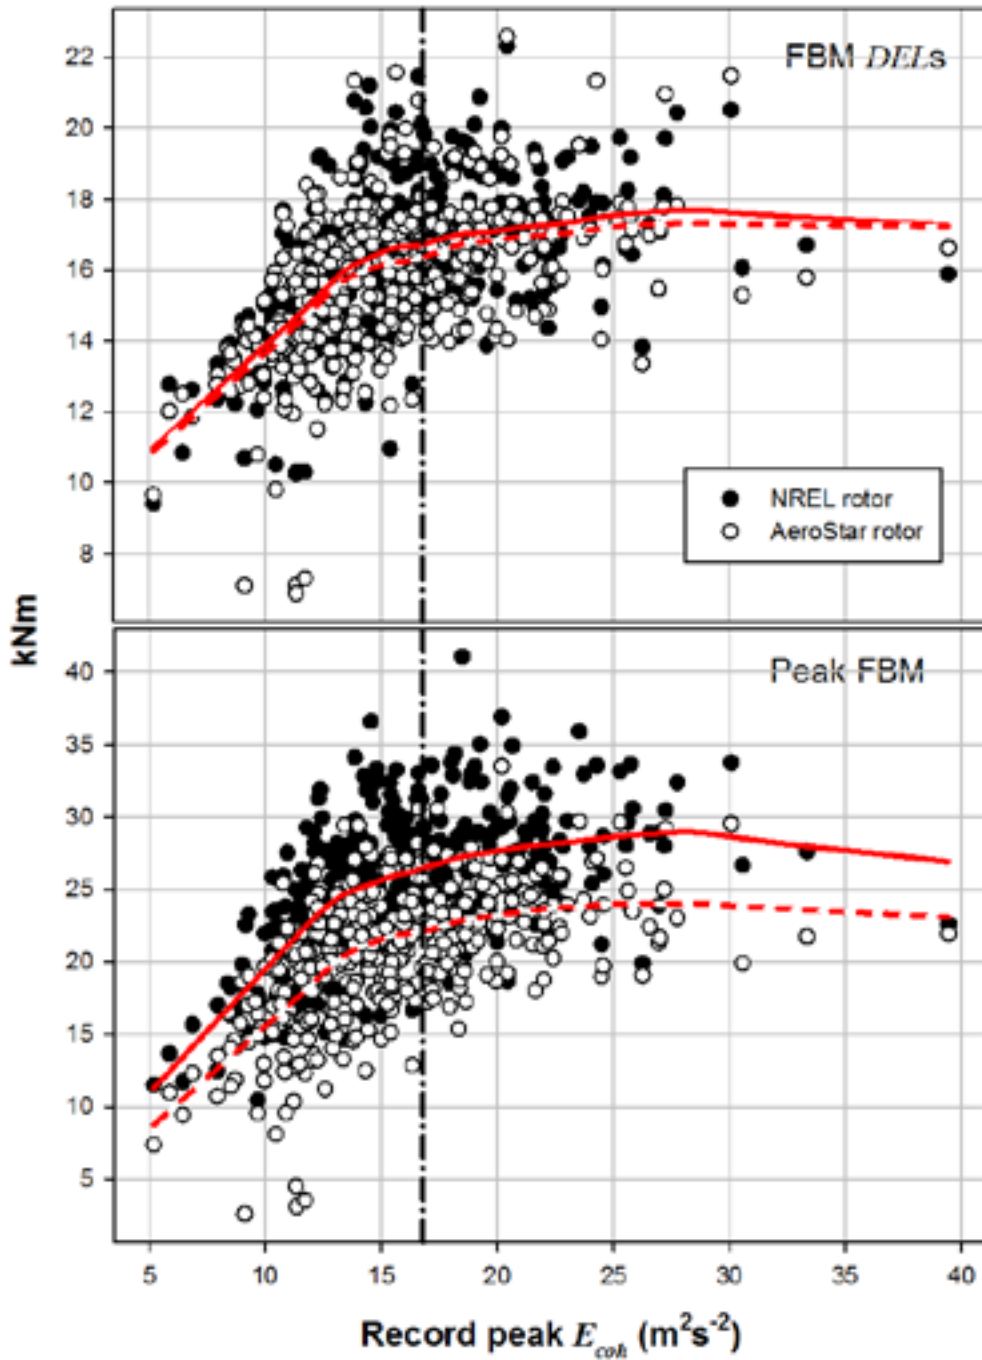 FBM DELs
22
20
18
16
14
12
10
8
NREL rotor
AeroStar rotor
kNm
Peak FBM
40
35
30
25
20
15
10
5
5 10 15 20 25 30 35 40
Record peak E_coh (m²s⁻²)